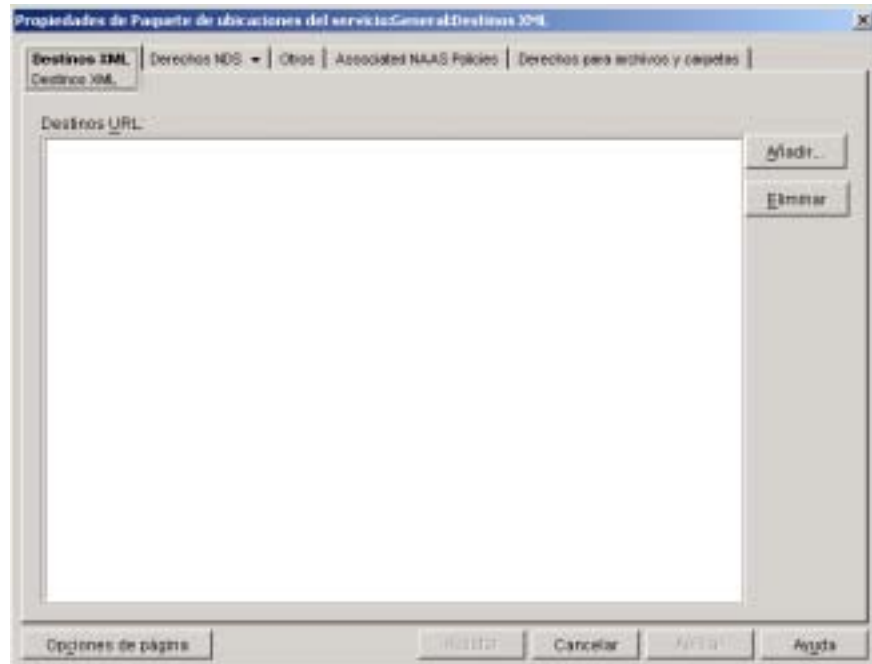 Propiedades de Paquete de ubicaciones del servicio:General:Destinos XML
Destinos XML Derechos NDS Otros Associated NAAS Policies Derechos para archivos y carpetas
Destinos XML
Destinos URL:
Añadir...
Eliminar
Opciones de página Cancelar Ayuda